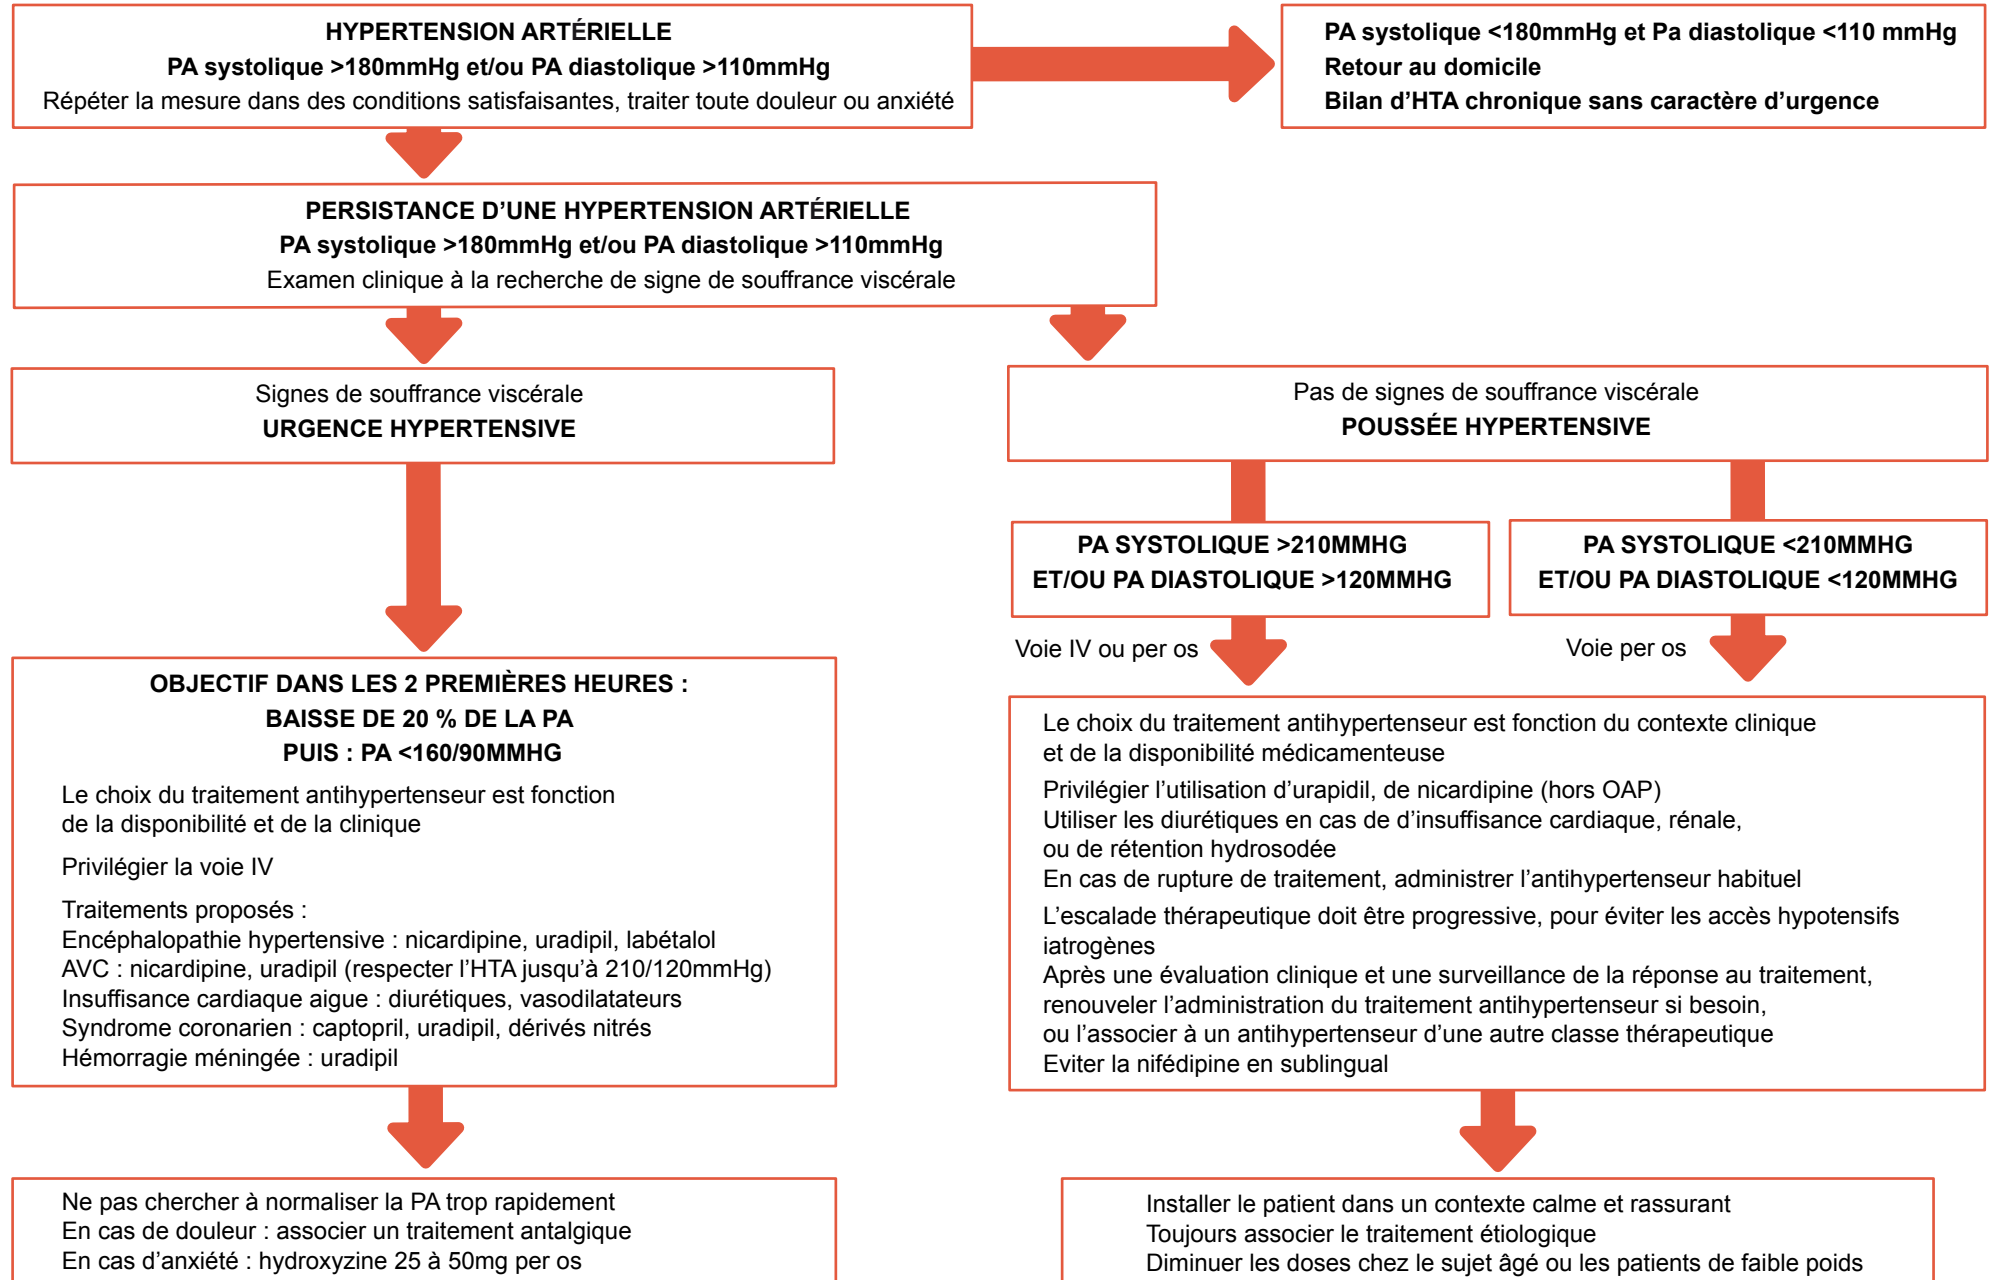 HYPERTENSION ARTÉRIELLE
PA systolique >180mmHg et/ou PA diastolique >110mmHg
Répéter la mesure dans des conditions satisfaisantes, traiter toute douleur ou anxiété
PA systolique <180mmHg et Pa diastolique <110 mmHg
Retour au domicile
Bilan d’HTA chronique sans caractère d’urgence
PERSISTANCE D’UNE HYPERTENSION ARTÉRIELLE
PA systolique >180mmHg et/ou PA diastolique >110mmHg
Examen clinique à la recherche de signe de souffrance viscérale
Signes de souffrance viscérale
URGENCE HYPERTENSIVE
Pas de signes de souffrance viscérale
POUSSÉE HYPERTENSIVE
PA SYSTOLIQUE >210MMHG
ET/OU PA DIASTOLIQUE >120MMHG
PA SYSTOLIQUE <210MMHG
ET/OU PA DIASTOLIQUE <120MMHG
Voie IV ou per os
Voie per os
OBJECTIF DANS LES 2 PREMIÈRES HEURES :
BAISSE DE 20 % DE LA PA
PUIS : PA <160/90MMHG
Le choix du traitement antihypertenseur est fonction
de la disponibilité et de la clinique
Privilégier la voie IV
Traitements proposés :
Encéphalopathie hypertensive : nicardipine, uradipil, labétalol
AVC : nicardipine, uradipil (respecter l’HTA jusqu’à 210/120mmHg)
Insuffisance cardiaque aigue : diurétiques, vasodilatateurs
Syndrome coronarien : captopril, uradipil, dérivés nitrés
Hémorragie méningée : uradipil
Le choix du traitement antihypertenseur est fonction du contexte clinique
et de la disponibilité médicamenteuse
Privilégier l’utilisation d’urapidil, de nicardipine (hors OAP)
Utiliser les diurétiques en cas de d’insuffisance cardiaque, rénale,
ou de rétention hydrosodée
En cas de rupture de traitement, administrer l’antihypertenseur habituel
L’escalade thérapeutique doit être progressive, pour éviter les accès hypotensifs
iatrogènes
Après une évaluation clinique et une surveillance de la réponse au traitement,
renouveler l’administration du traitement antihypertenseur si besoin,
ou l’associer à un antihypertenseur d’une autre classe thérapeutique
Eviter la nifédipine en sublingual
Ne pas chercher à normaliser la PA trop rapidement
En cas de douleur : associer un traitement antalgique
En cas d’anxiété : hydroxyzine 25 à 50mg per os
Installer le patient dans un contexte calme et rassurant
Toujours associer le traitement étiologique
Diminuer les doses chez le sujet âgé ou les patients de faible poids